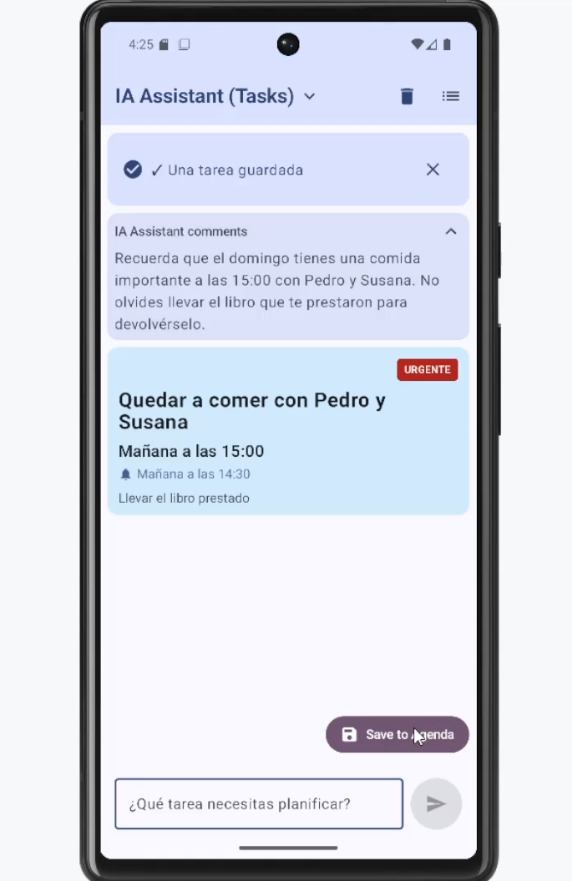 4:25
IA Assistant (Tasks)
✓ Una tarea guardada
IA Assistant comments
Recuerda que el domingo tienes una comida
importante a las 15:00 con Pedro y Susana. No
olvides llevar el libro que te prestaron para
devolvérselo.
URGENTE
Quedar a comer con Pedro y
Susana
Mañana a las 15:00
Mañana a las 14:30
Llevar el libro prestado
Save to Agenda
¿Qué tarea necesitas planificar?